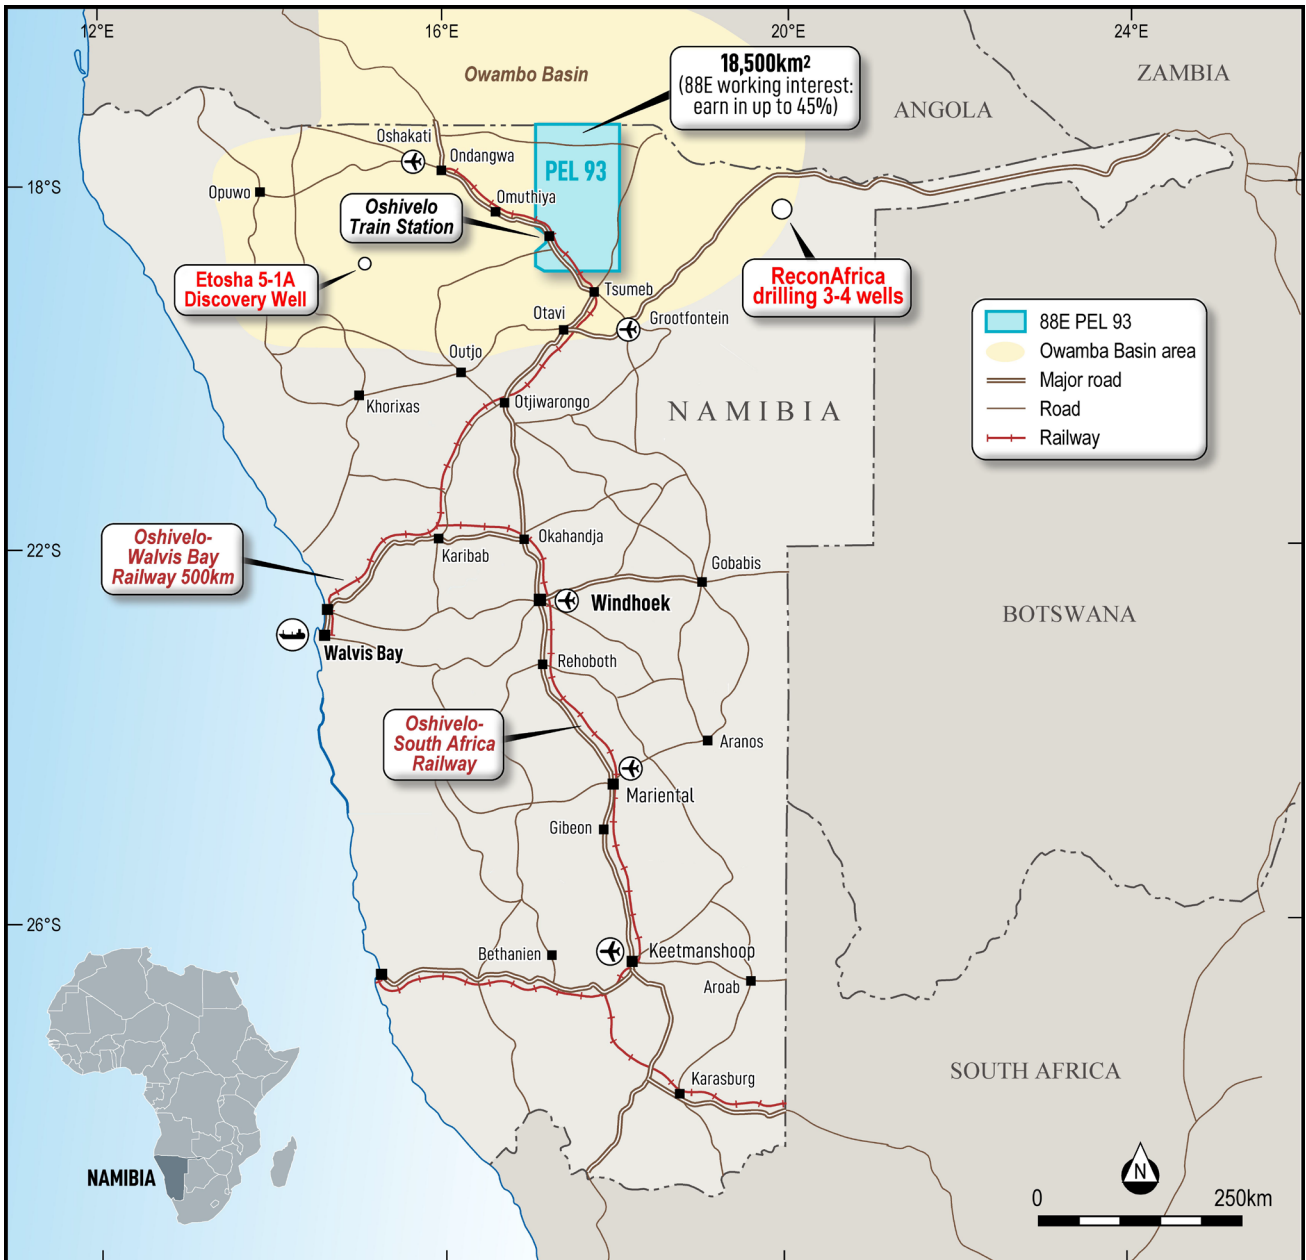 12°E
16°E
20°E
24°E
Owambo Basin
18,500km²
(88E working interest:
earn in up to 45%)
ZAMBIA
ANGOLA
Oshakati
Ondangwa
PEL 93
18°S
Opuwo
Omuthiya
Oshivelo
Train Station
Etosha 5-1A
Discovery Well
ReconAfrica
drilling 3-4 wells
Tsumeb
Otavi
Grootfontein
88E PEL 93
Owamba Basin area
Major road
Road
Railway
Outjo
Khorixas
Otjiwarongo
NAMIBIA
Oshivelo-
Walvis Bay
Railway 500km
22°S
Okahandja
Karibab
Gobabis
Windhoek
BOTSWANA
Walvis Bay
Rehoboth
Oshivelo-
South Africa
Railway
Aranos
Mariental
Gibeon
26°S
Bethanien
Keetmanshoop
Aroab
SOUTH AFRICA
Karasburg
NAMIBIA
N
0
250km